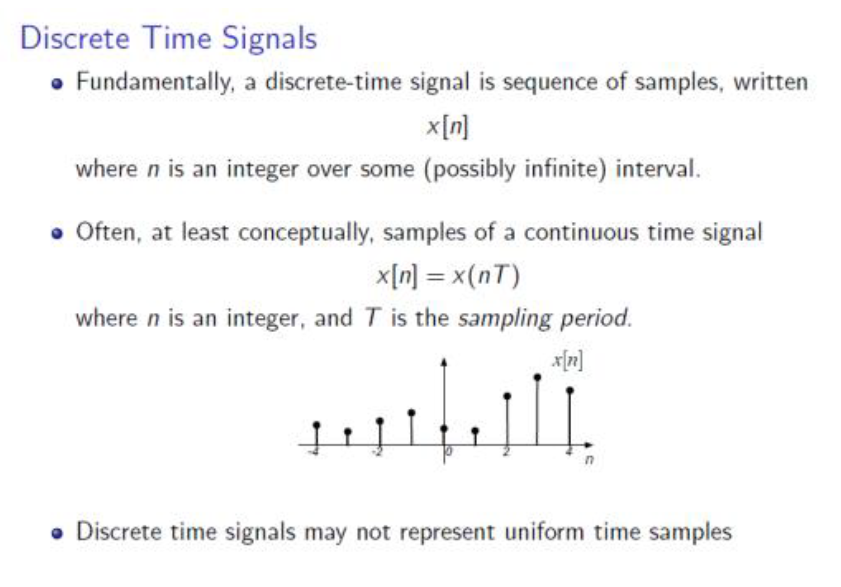 Discrete Time Signals
Fundamentally, a discrete-time signal is sequence of samples, written
x[n]
where n is an integer over some (possibly infinite) interval.
Often, at least conceptually, samples of a continuous time signal
x[n] = x(nT)
where n is an integer, and T is the sampling period.
x[n]
-4 -2 0 2 4
n
Discrete time signals may not represent uniform time samples